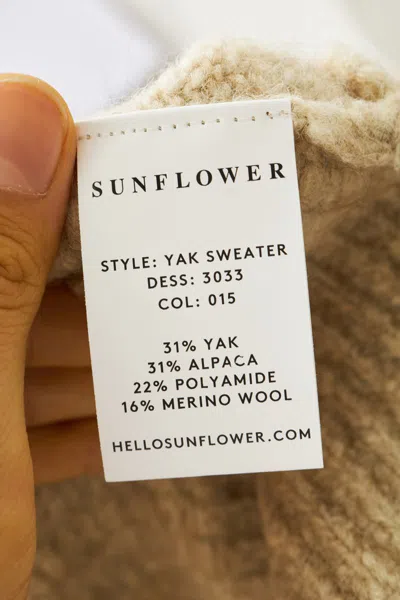 SUNFLOWER
STYLE: YAK SWEATER
DESS: 3033
COL: 015
31% YAK
31% ALPACA
22% POLYAMIDE
16% MERINO WOOL
HELLOSUNFLOWER.COM